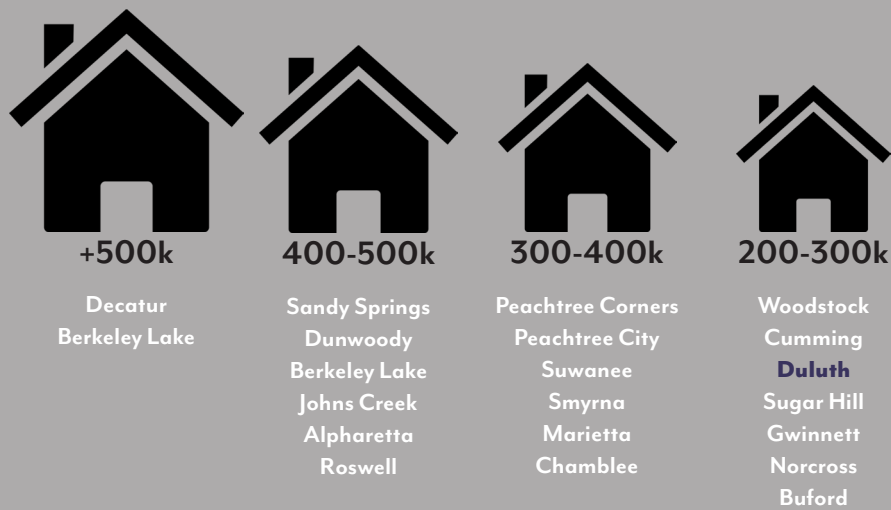 +500k
Decatur
Berkeley Lake
400-500k
Sandy Springs
Dunwoody
Berkeley Lake
Johns Creek
Alpharetta
Roswell
300-400k
Peachtree Corners
Peachtree City
Suwanee
Smyrna
Marietta
Chamblee
200-300k
Woodstock
Cumming
Duluth
Sugar Hill
Gwinnett
Norcross
Buford